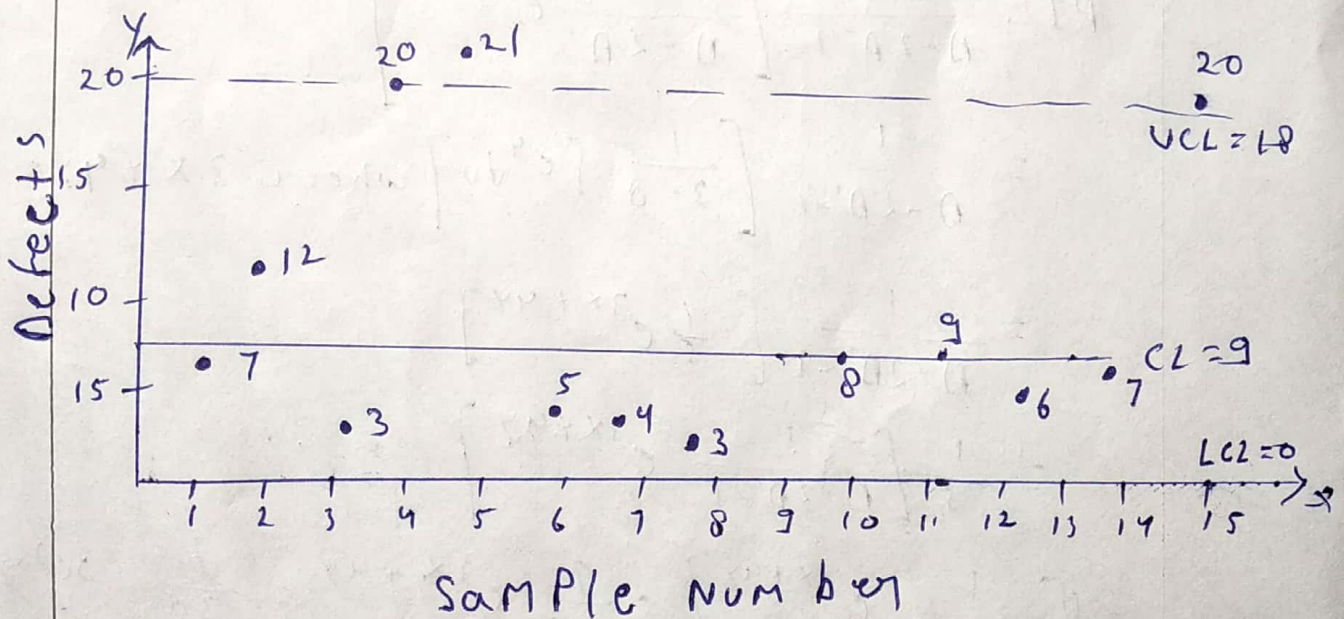 Y
20 • 21 20
20
UCL = 18
15
• 12
10
9
CL = 9
• 7 5 8 7
15
• 3 • 4 • 3 • 6
LCL = 0
1 2 3 4 5 6 7 8 9 10 11 12 13 14 15 x
Defects
Sample Number